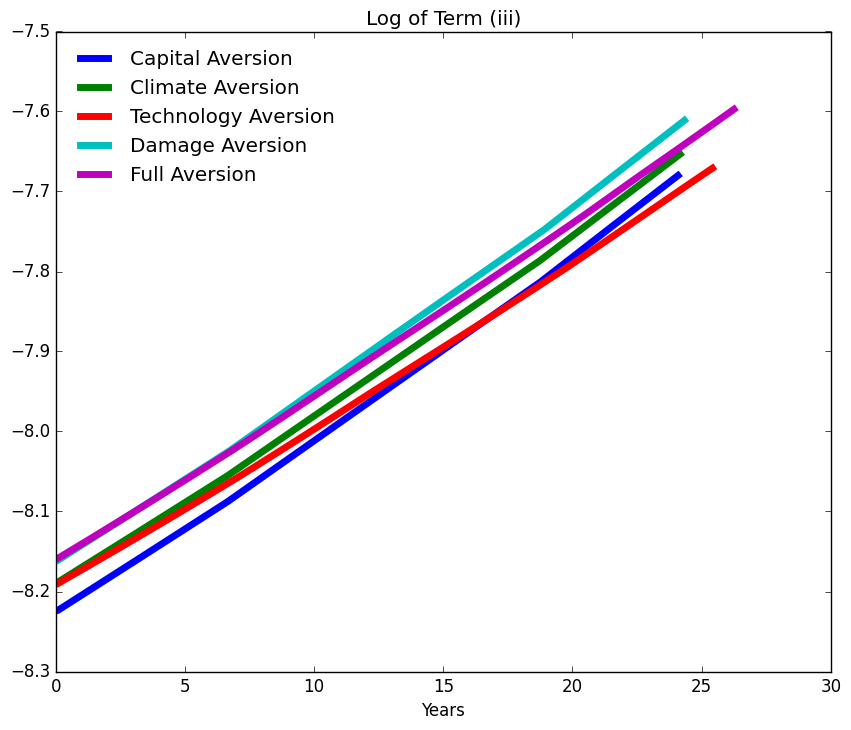 Log of Term (iii)
−7.5
−7.6
−7.7
−7.8
−7.9
−8.0
−8.1
−8.2
−8.3
Capital Aversion
Climate Aversion
Technology Aversion
Damage Aversion
Full Aversion
0 5 10 15 20 25 30
Years